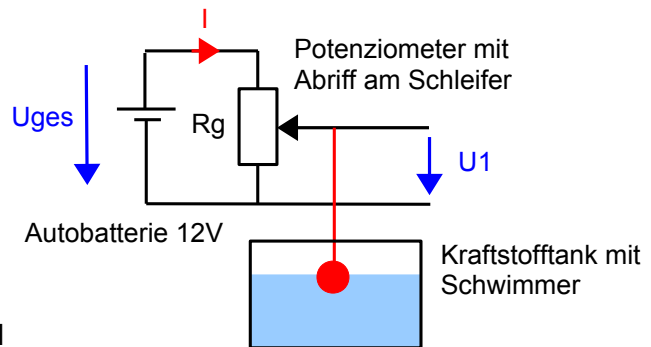 I
Potenziometer mit
Abriff am Schleifer
Uges
Rg
U1
Autobatterie 12V
Kraftstofftank mit
Schwimmer